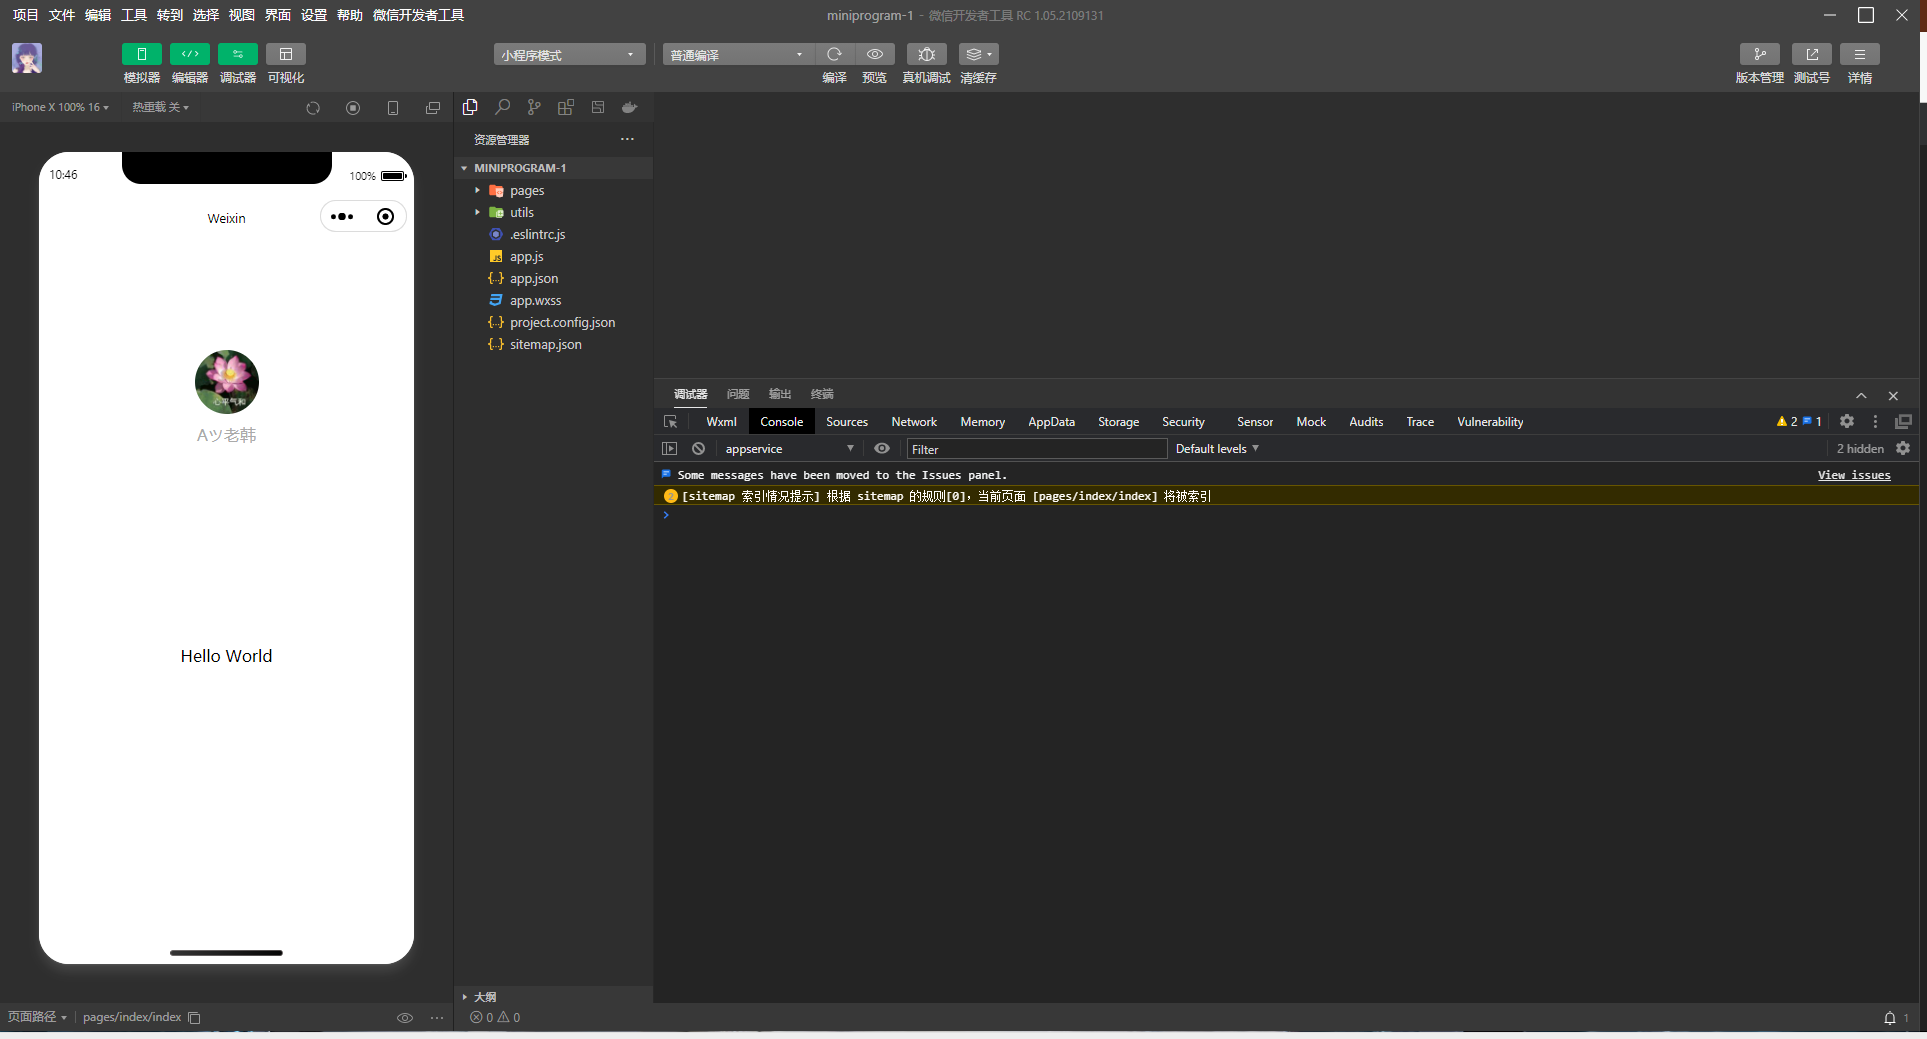 项目 文件 编辑 工具 转到 选择 视图 界面 设置 帮助 微信开发者工具
miniprogram-1 - 微信开发者工具 RC 1.05.2109131
模拟器 编辑器 调试器 可视化
小程序模式
普通编译
编译 预览 真机调试 清缓存
版本管理 测试号 详情
iPhone X 100% 16
热重载 关
10:46
100%
Weixin
心平气和
Aツ老韩
Hello World
资源管理器
MINIPROGRAM-1
pages
utils
.eslintrc.js
JS
app.js
app.json
app.wxss
project.config.json
sitemap.json
大纲
调试器 问题 输出 终端
Wxml Console Sources Network Memory AppData Storage Security Sensor Mock Audits Trace Vulnerability
2 1
appservice
Filter
Default levels
2 hidden
Some messages have been moved to the Issues panel.
View issues
2
[sitemap 索引情况提示] 根据 sitemap 的规则[0]，当前页面 [pages/index/index] 将被索引
页面路径
pages/index/index
0 0
1